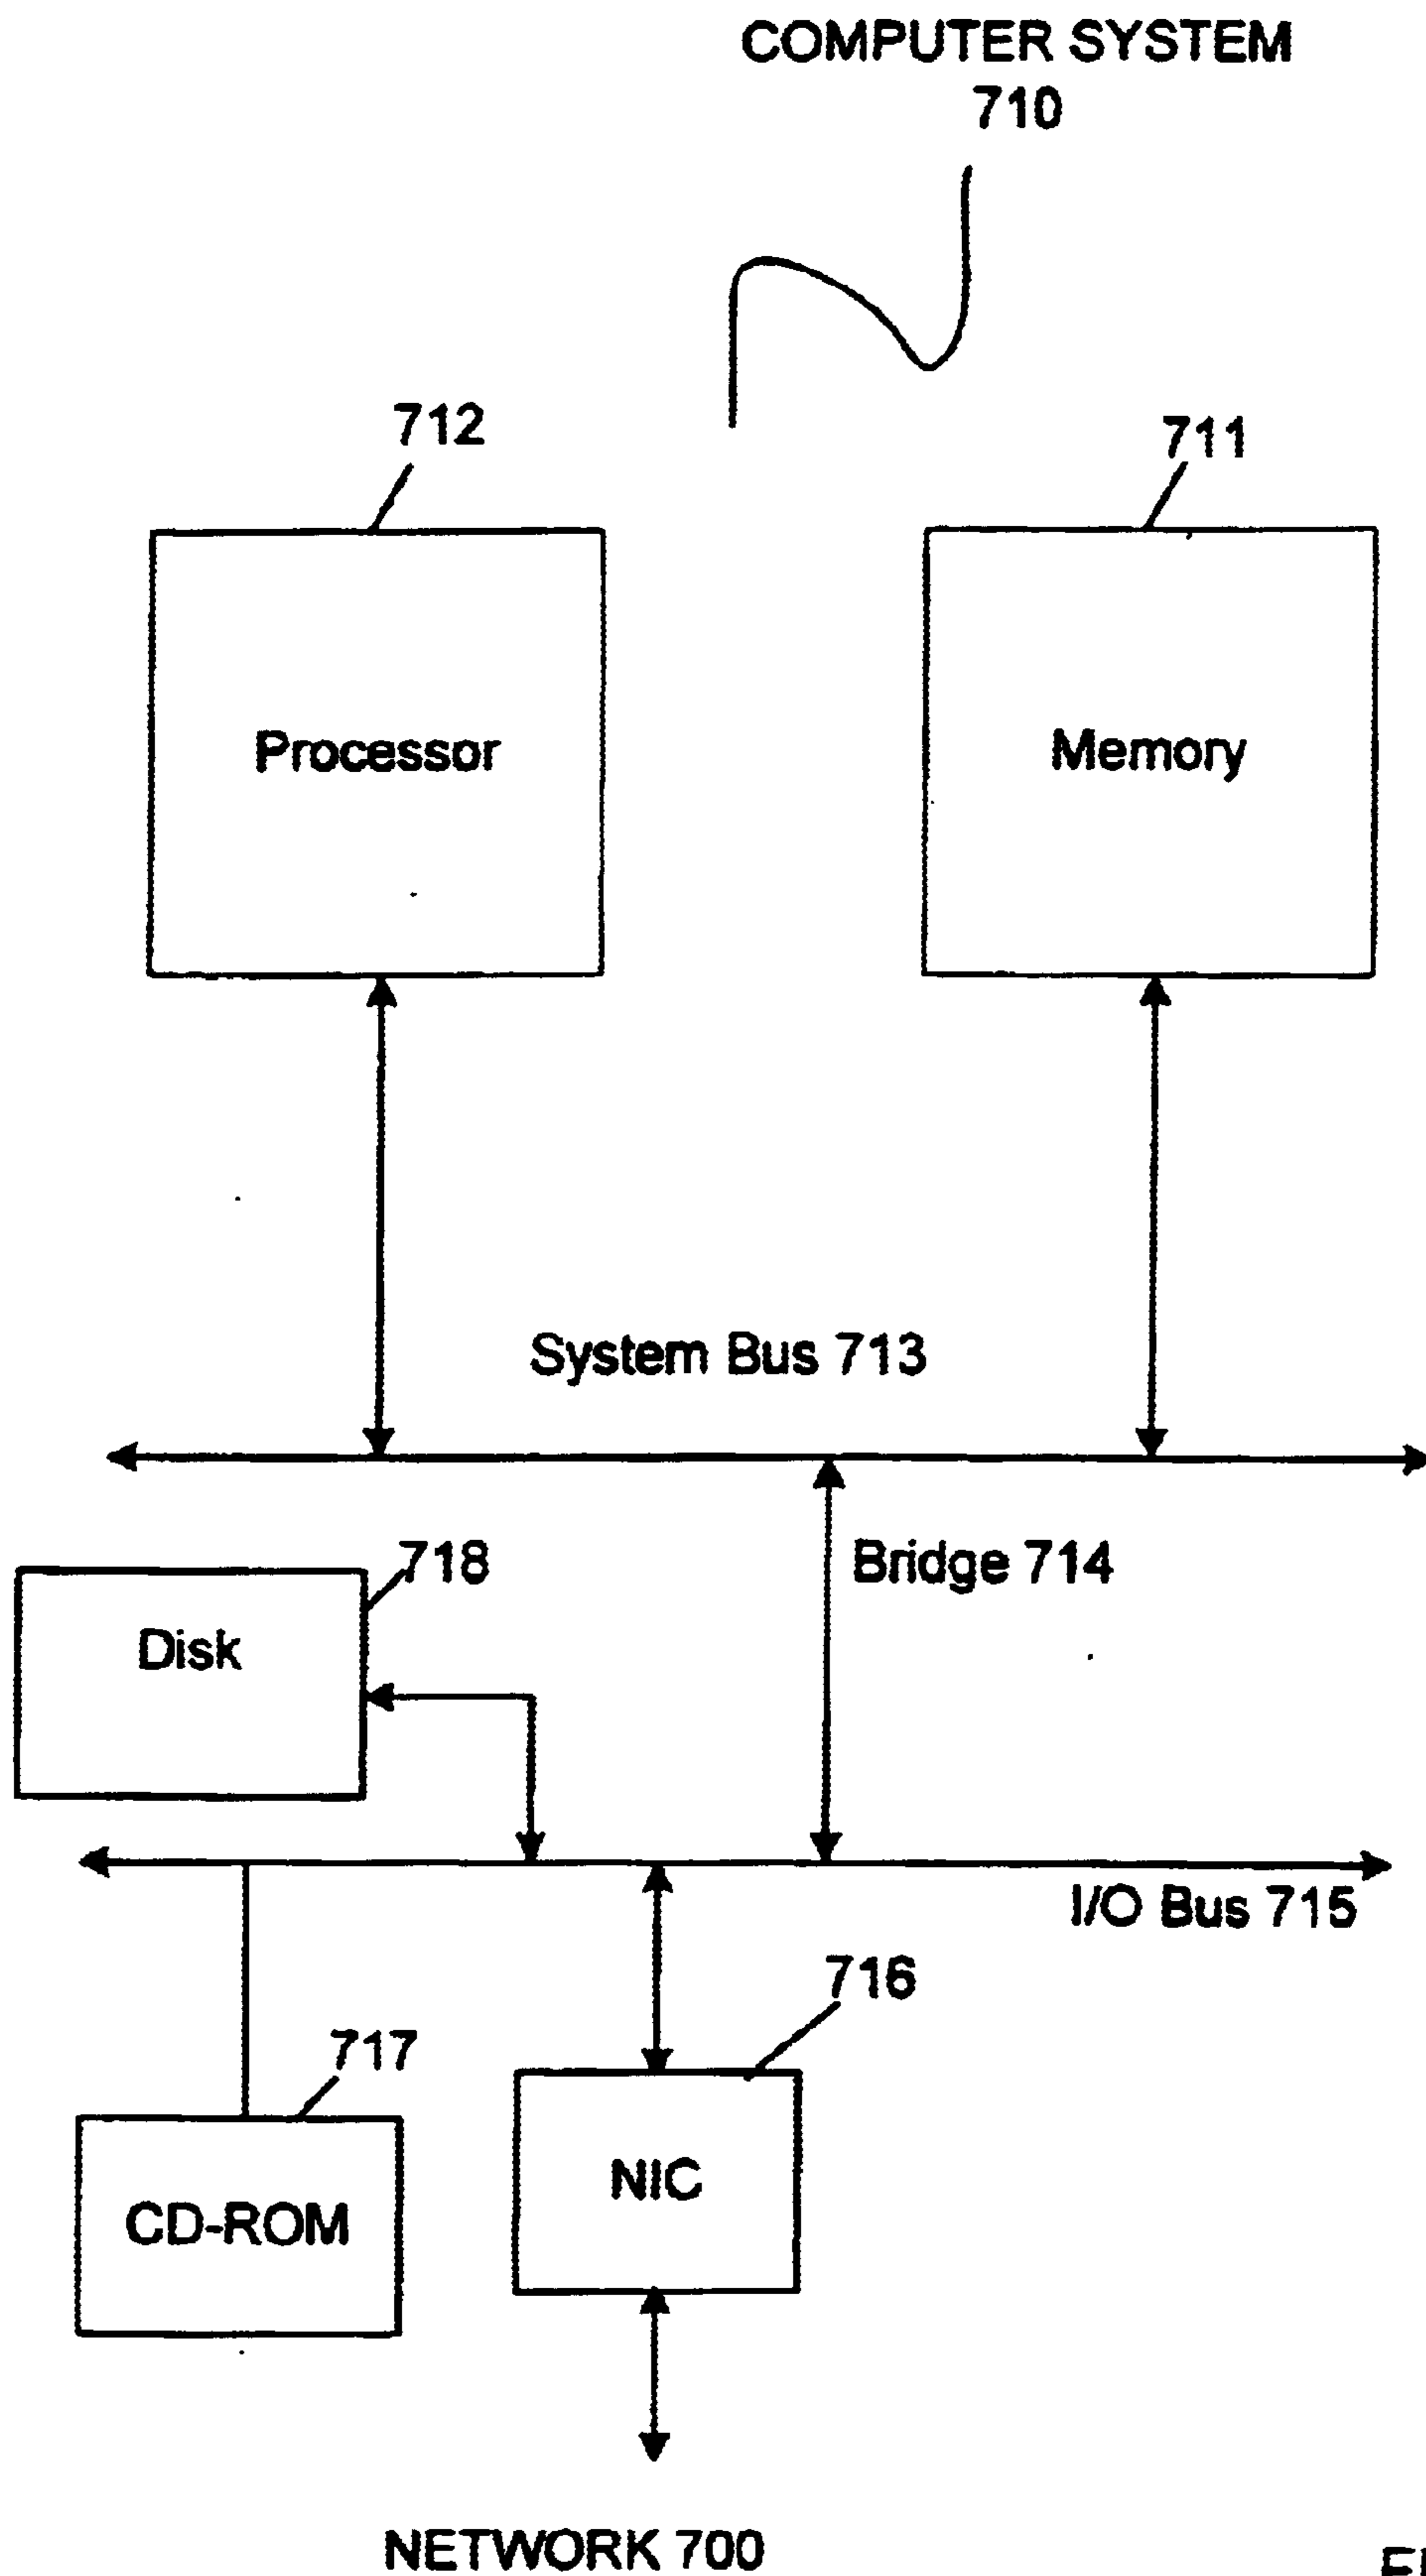 COMPUTER SYSTEM
710
712
711
Processor
Memory
System Bus 713
718
Bridge 714
Disk
I/O Bus 715
716
717
NIC
CD-ROM
NETWORK 700